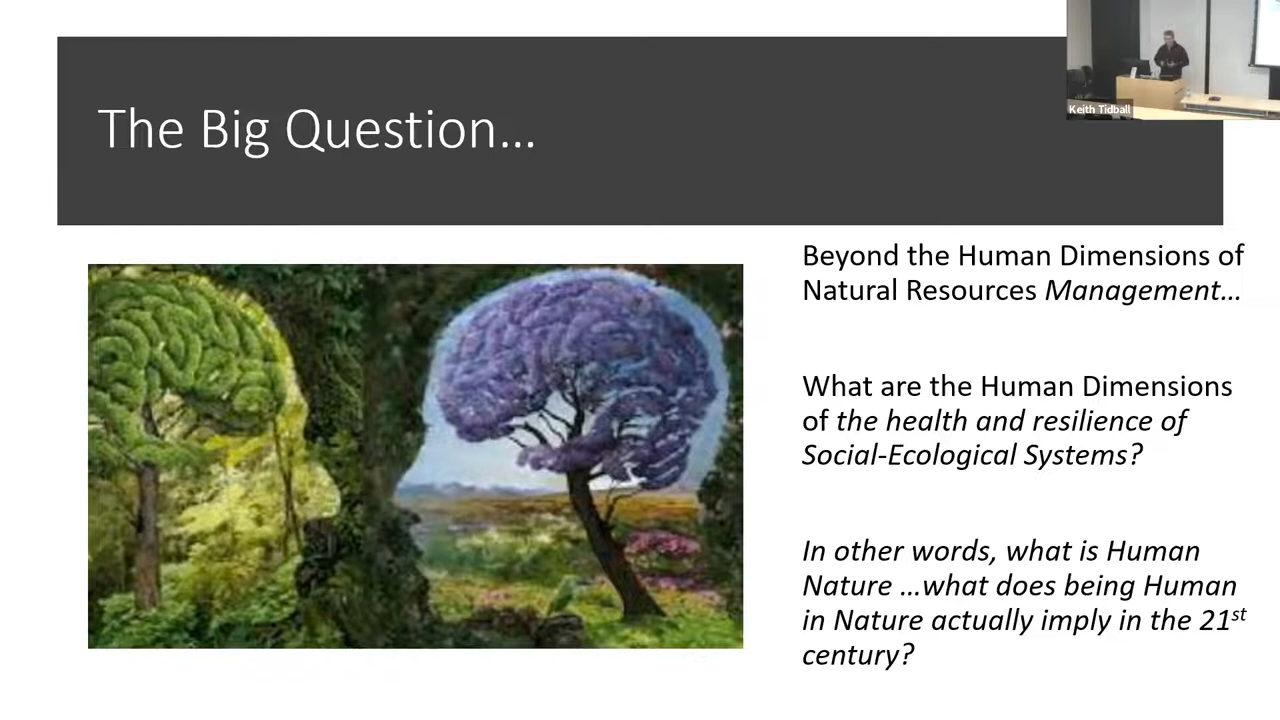 The Big Question...
Keith Tidball
Beyond the Human Dimensions of
Natural Resources Management...
What are the Human Dimensions
of the health and resilience of
Social-Ecological Systems?
In other words, what is Human
Nature ...what does being Human
in Nature actually imply in the 21st
century?